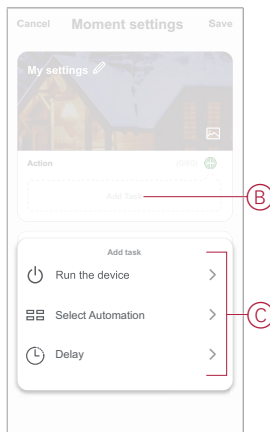 Cancel Moment settings Save
My settings
Action
Add Task
B
Add task
Run the device
C
Select Automation
Delay